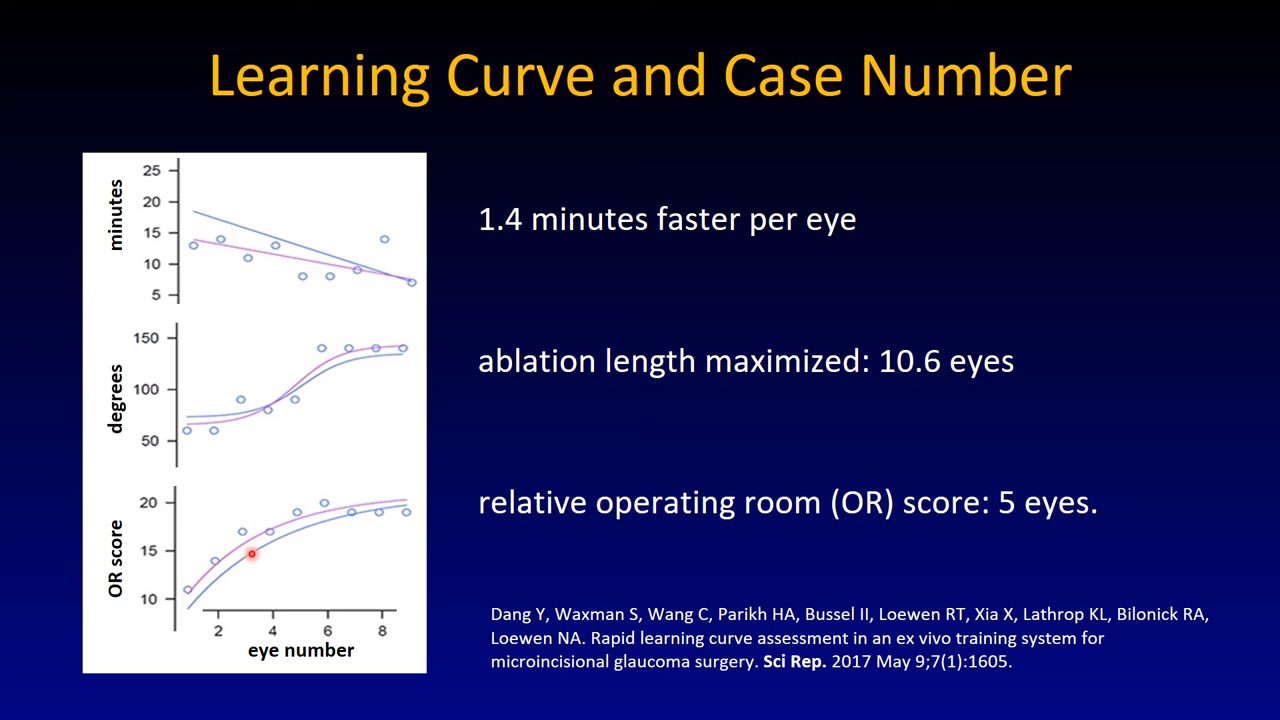 Learning Curve and Case Number
minutes
25
20
15
10
5
1.4 minutes faster per eye
degrees
150
100
50
ablation length maximized: 10.6 eyes
OR score
20
15
10
2 4 6 8
eye number
relative operating room (OR) score: 5 eyes.
Dang Y, Waxman S, Wang C, Parikh HA, Bussel II, Loewen RT, Xia X, Lathrop KL, Bilonick RA,
Loewen NA. Rapid learning curve assessment in an ex vivo training system for
microincisional glaucoma surgery. Sci Rep. 2017 May 9;7(1):1605.